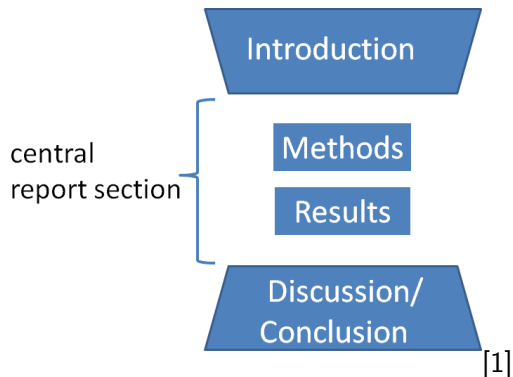 Introduction
central
report section
Methods
Results
Discussion/
Conclusion
[1]